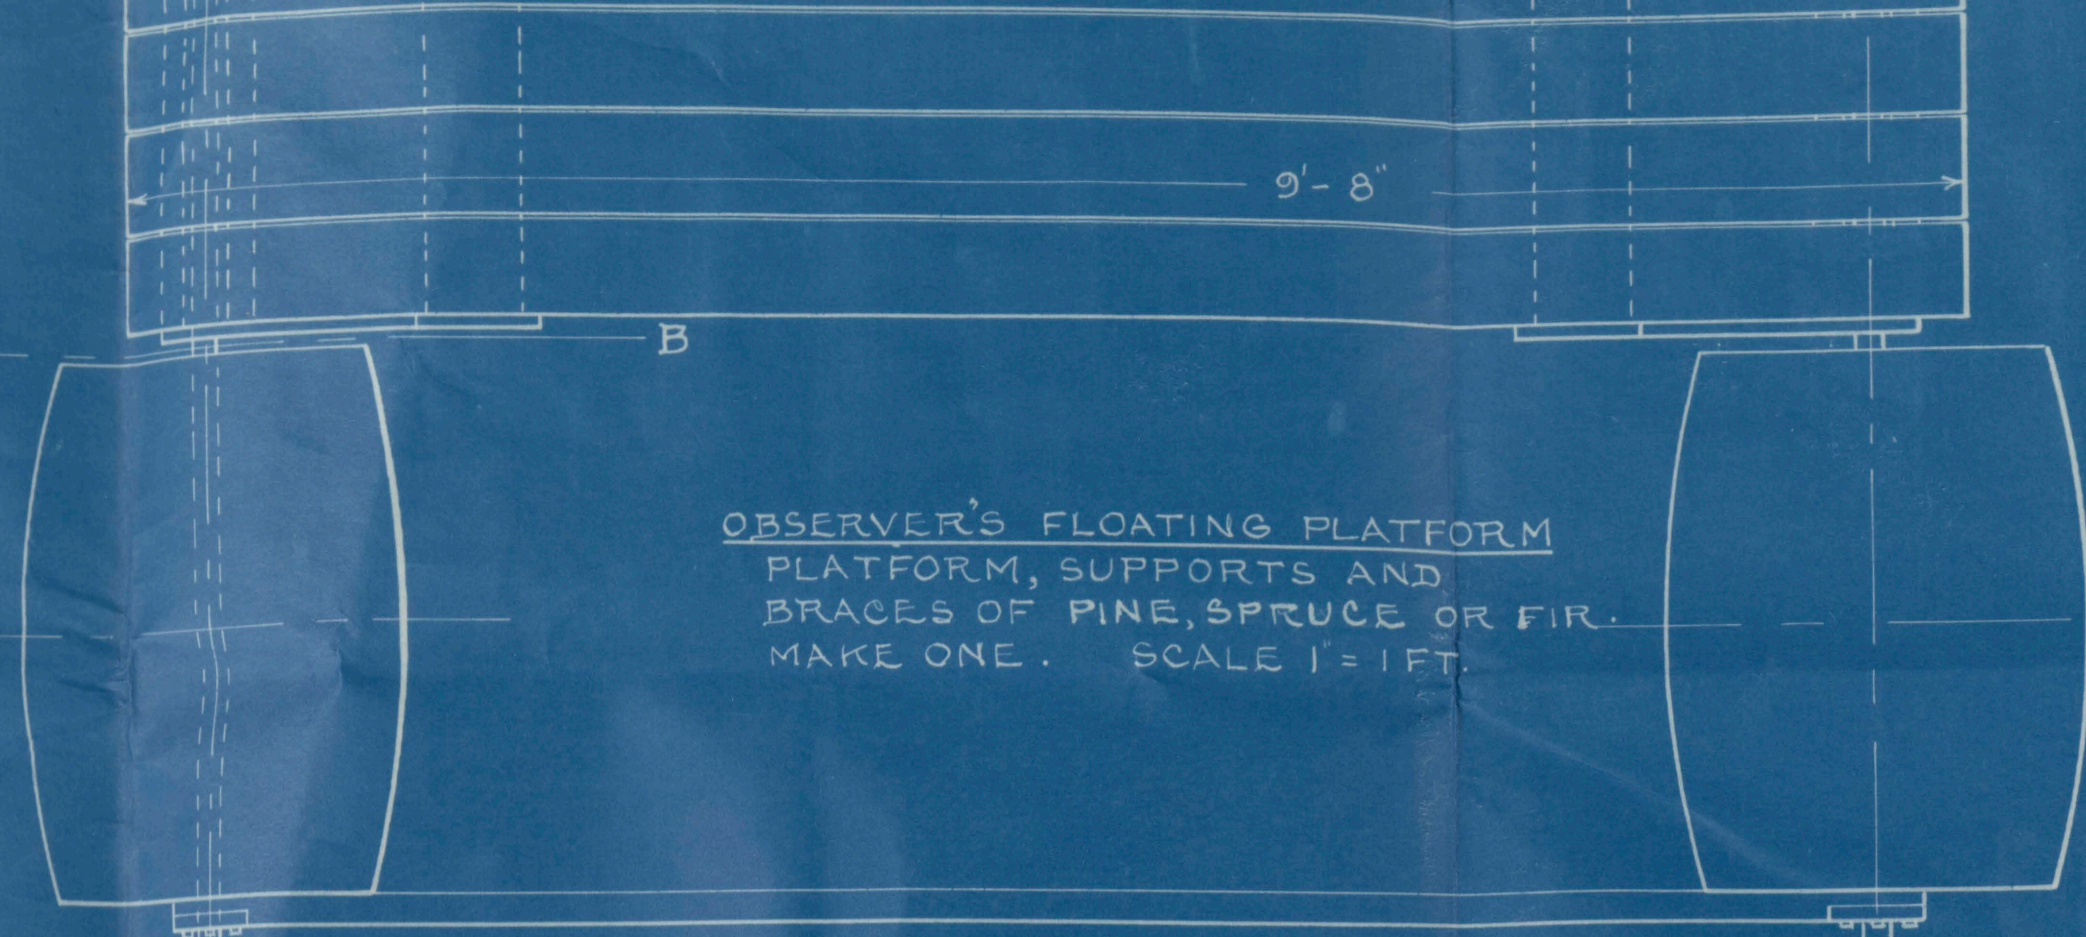 9'- 8"
B
OBSERVER'S FLOATING PLATFORM
PLATFORM, SUPPORTS AND
BRACES OF PINE, SPRUCE OR FIR.
MAKE ONE. SCALE 1" = 1 FT.